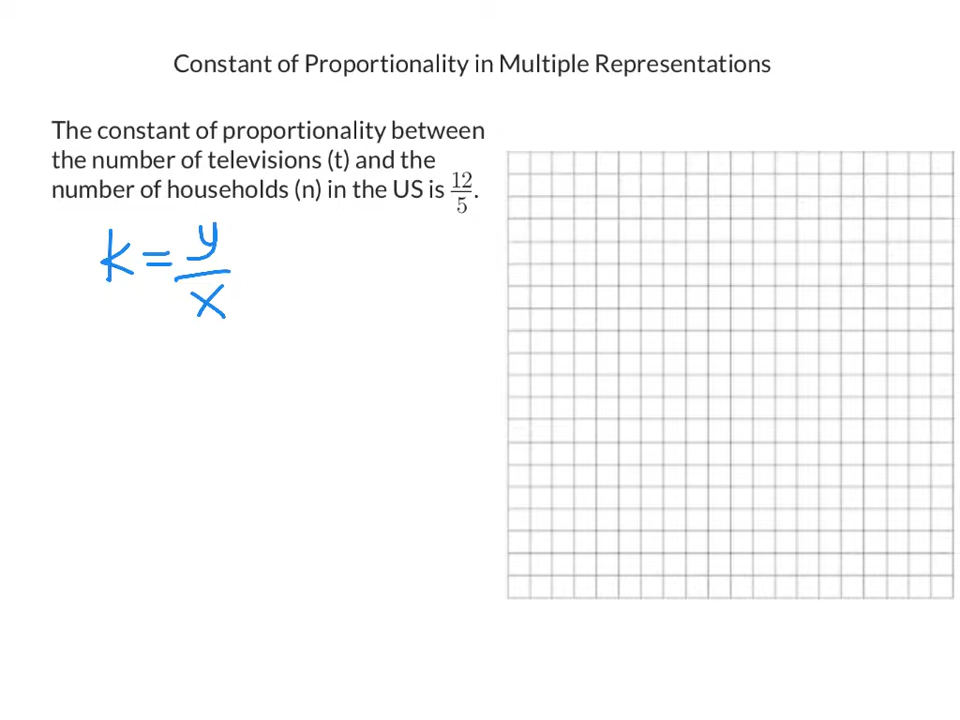 Constant of Proportionality in Multiple Representations
The constant of proportionality between
the number of televisions (t) and the
number of households (n) in the US is 12/5.
k = y/x